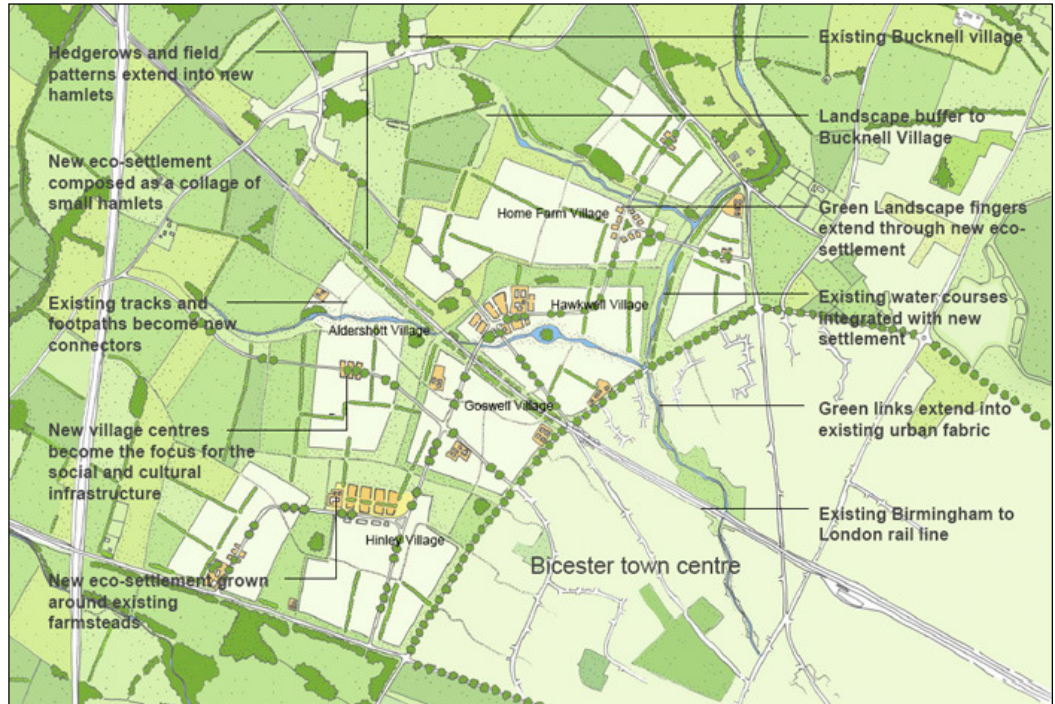 Hedgerows and field
patterns extend into new
hamlets
New eco-settlement
composed as a collage of
small hamlets
Existing tracks and
footpaths become new
connectors
New village centres
become the focus for the
social and cultural
infrastructure
New eco-settlement grown
around existing
farmsteads
Home Farm Village
Hawkwell Village
Aldershott Village
Goswell Village
Hinley Village
Bicester town centre
Existing Bucknell village
Landscape buffer to
Bucknell Village
Green Landscape fingers
extend through new eco-
settlement
Existing water courses
integrated with new
settlement
Green links extend into
existing urban fabric
Existing Birmingham to
London rail line